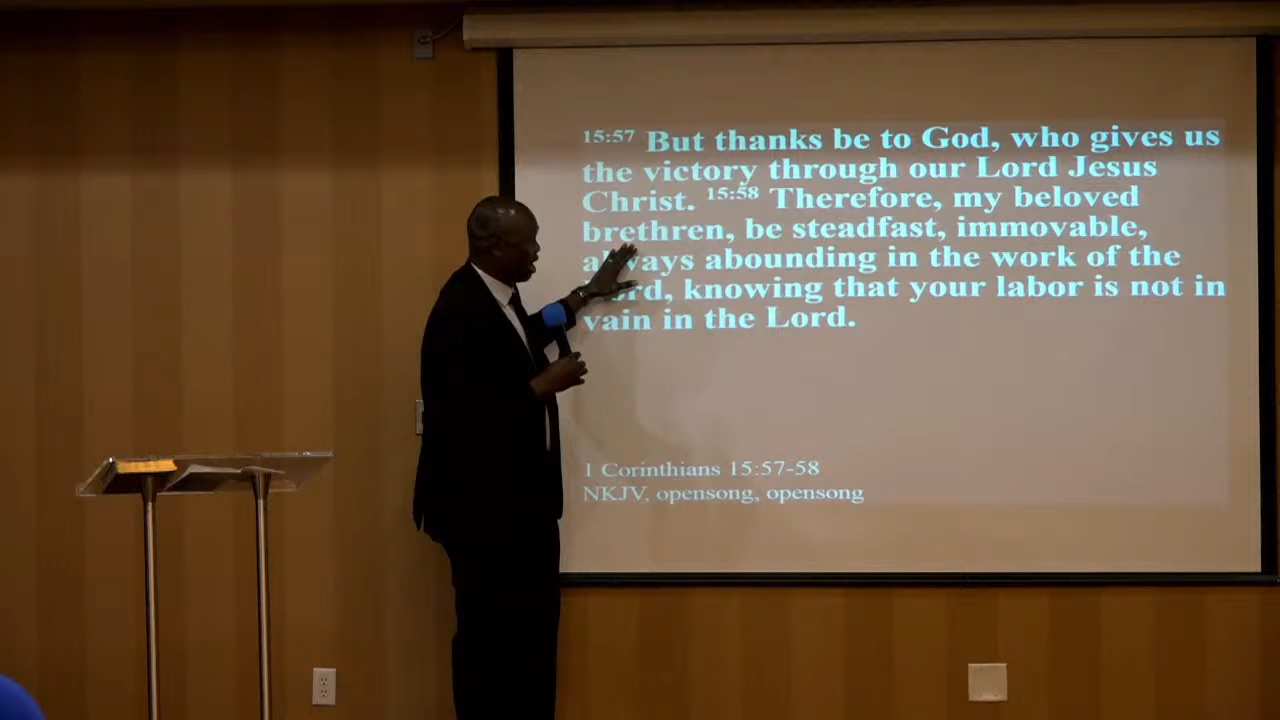 15:57 But thanks be to God, who gives us
the victory through our Lord Jesus
Christ. 15:58 Therefore, my beloved
brethren, be steadfast, immovable,
always abounding in the work of the
Lord, knowing that your labor is not in
vain in the Lord.
1 Corinthians 15:57-58
NKJV, opensong, opensong